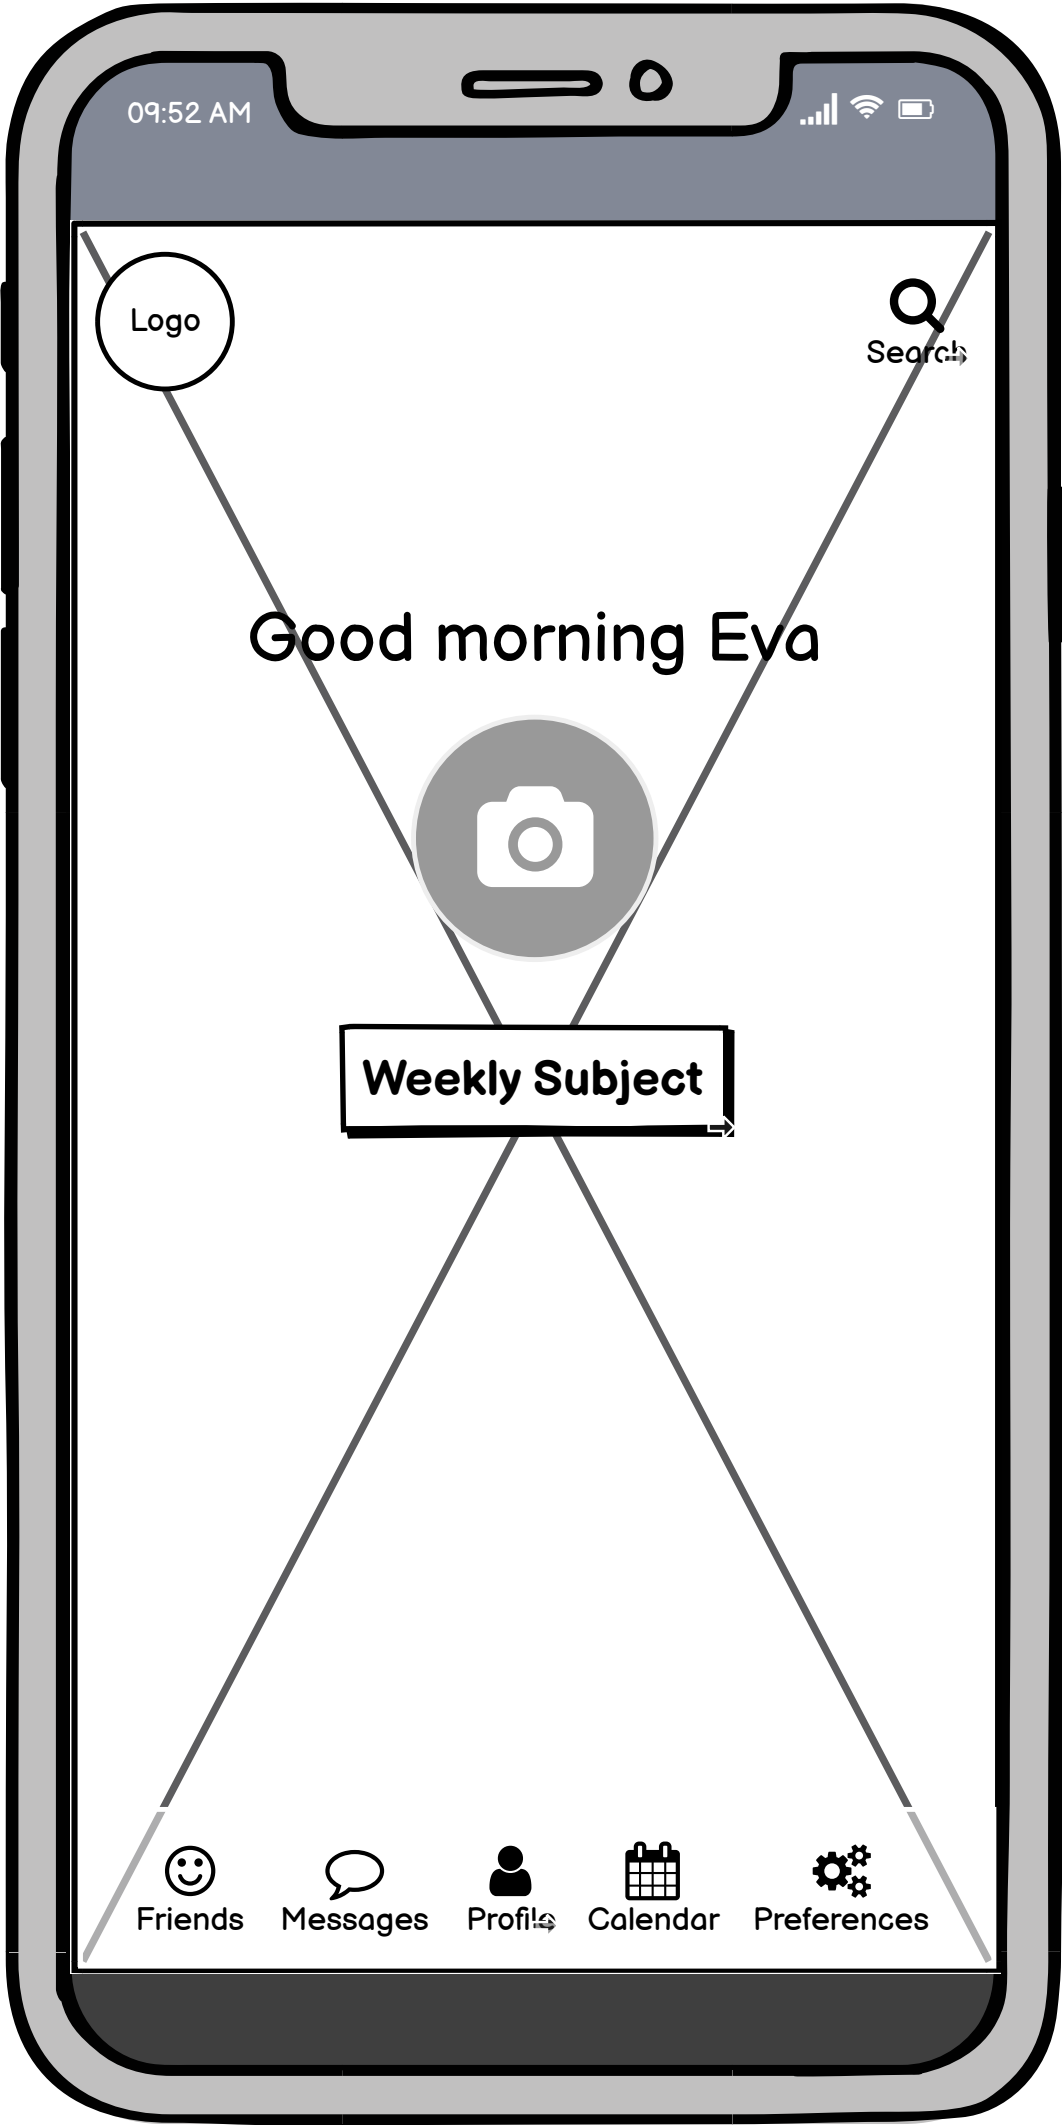 09:52 AM
Logo
Search
Good morning Eva
Weekly Subject
Friends Messages Profile Calendar Preferences